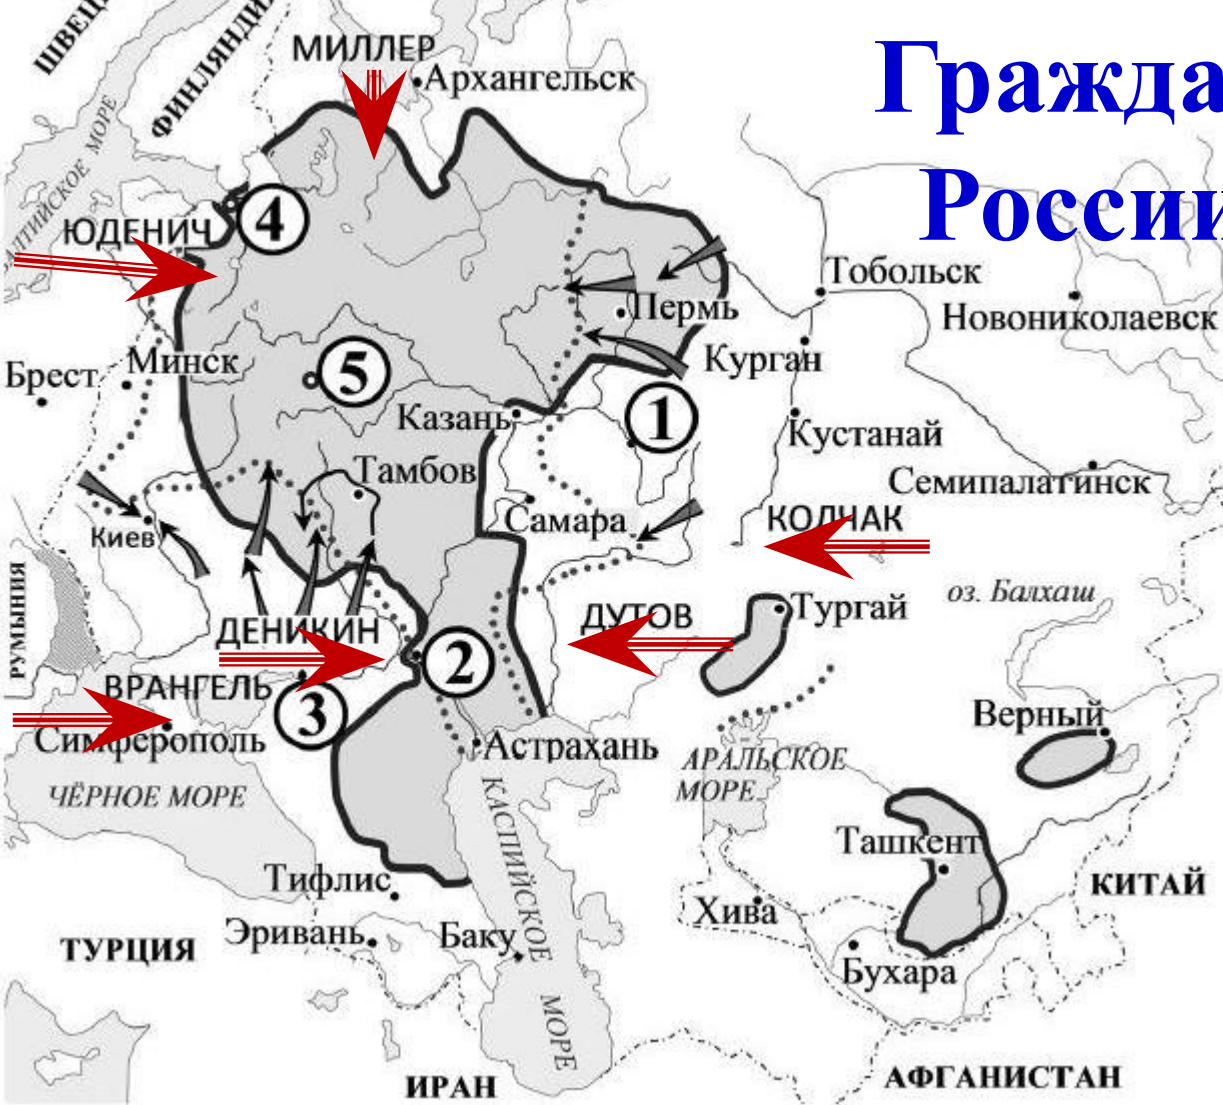 Гражда
России
ШВЕЦ
ФИНЛЯНДИ
МИЛЛЕР
Архангельск
МОРЕ
ЮДЕНИЧ
4
Тобольск
Пермь
Новониколаевск
Минск
Брест
5
Курган
Казань
1
Кустанай
Тамбов
Семипалатинск
Самара
КОЛЧАК
Киев
РУМЫНИЯ
оз. Балхаш
ДУТОВ
Тургай
ДЕНИКИН
2
ВРАНГЕЛЬ
3
Верный
Симферополь
Астрахань
АРАЛЬСКОЕ
МОРЕ
ЧЁРНОЕ МОРЕ
КАСПИЙСКОЕ
МОРЕ
Ташкент
Тифлис
КИТАЙ
Хива
ТУРЦИЯ
Эривань
Баку
Бухара
ИРАН
АФГАНИСТАН